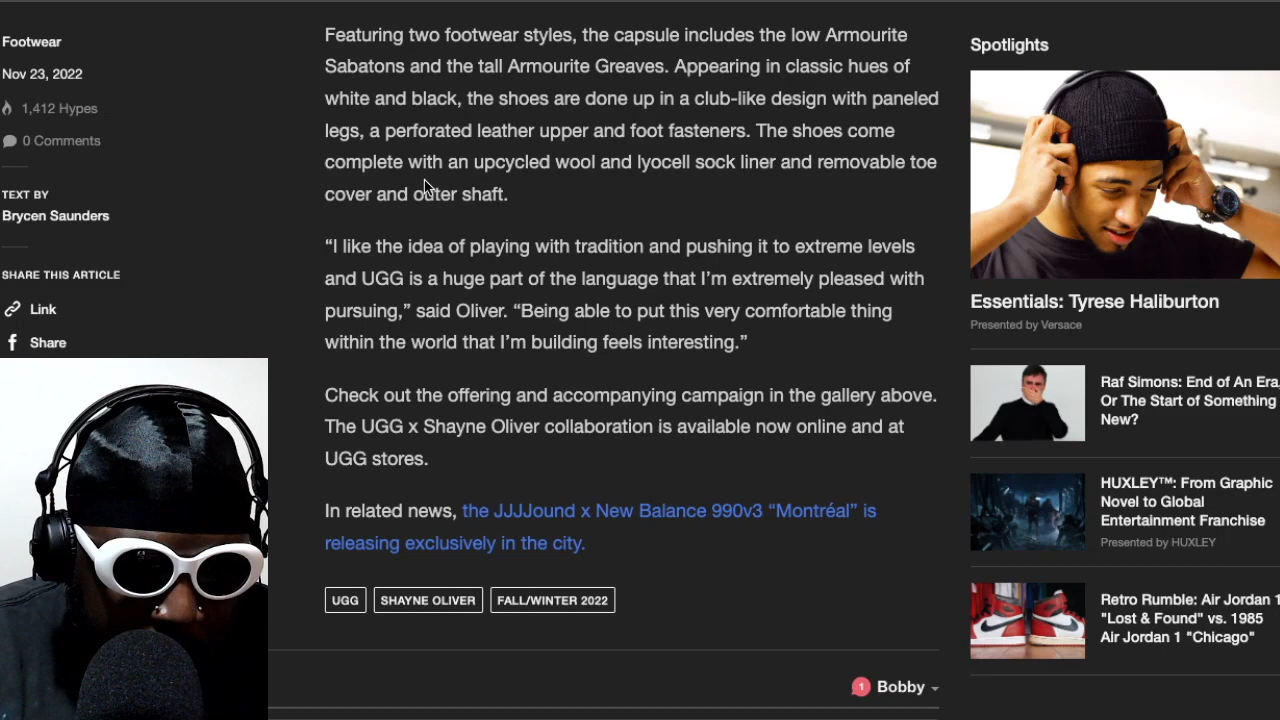 Footwear
Nov 23, 2022
1,412 Hypes
0 Comments
TEXT BY
Brycen Saunders
SHARE THIS ARTICLE
Link
Share
Featuring two footwear styles, the capsule includes the low Armourite
Sabatons and the tall Armourite Greaves. Appearing in classic hues of
white and black, the shoes are done up in a club-like design with paneled
legs, a perforated leather upper and foot fasteners. The shoes come
complete with an upcycled wool and lyocell sock liner and removable toe
cover and outer shaft.
“I like the idea of playing with tradition and pushing it to extreme levels
and UGG is a huge part of the language that I’m extremely pleased with
pursuing,” said Oliver. “Being able to put this very comfortable thing
within the world that I’m building feels interesting.”
Check out the offering and accompanying campaign in the gallery above.
The UGG x Shayne Oliver collaboration is available now online and at
UGG stores.
In related news, the JJJJound x New Balance 990v3 “Montréal” is
releasing exclusively in the city.
UGG
SHAYNE OLIVER
FALL/WINTER 2022
1 Bobby
Spotlights
Essentials: Tyrese Haliburton
Presented by Versace
Raf Simons: End of An Era,
Or The Start of Something
New?
HUXLEY™: From Graphic
Novel to Global
Entertainment Franchise
Presented by HUXLEY
Retro Rumble: Air Jordan 1
"Lost & Found" vs. 1985
Air Jordan 1 "Chicago"